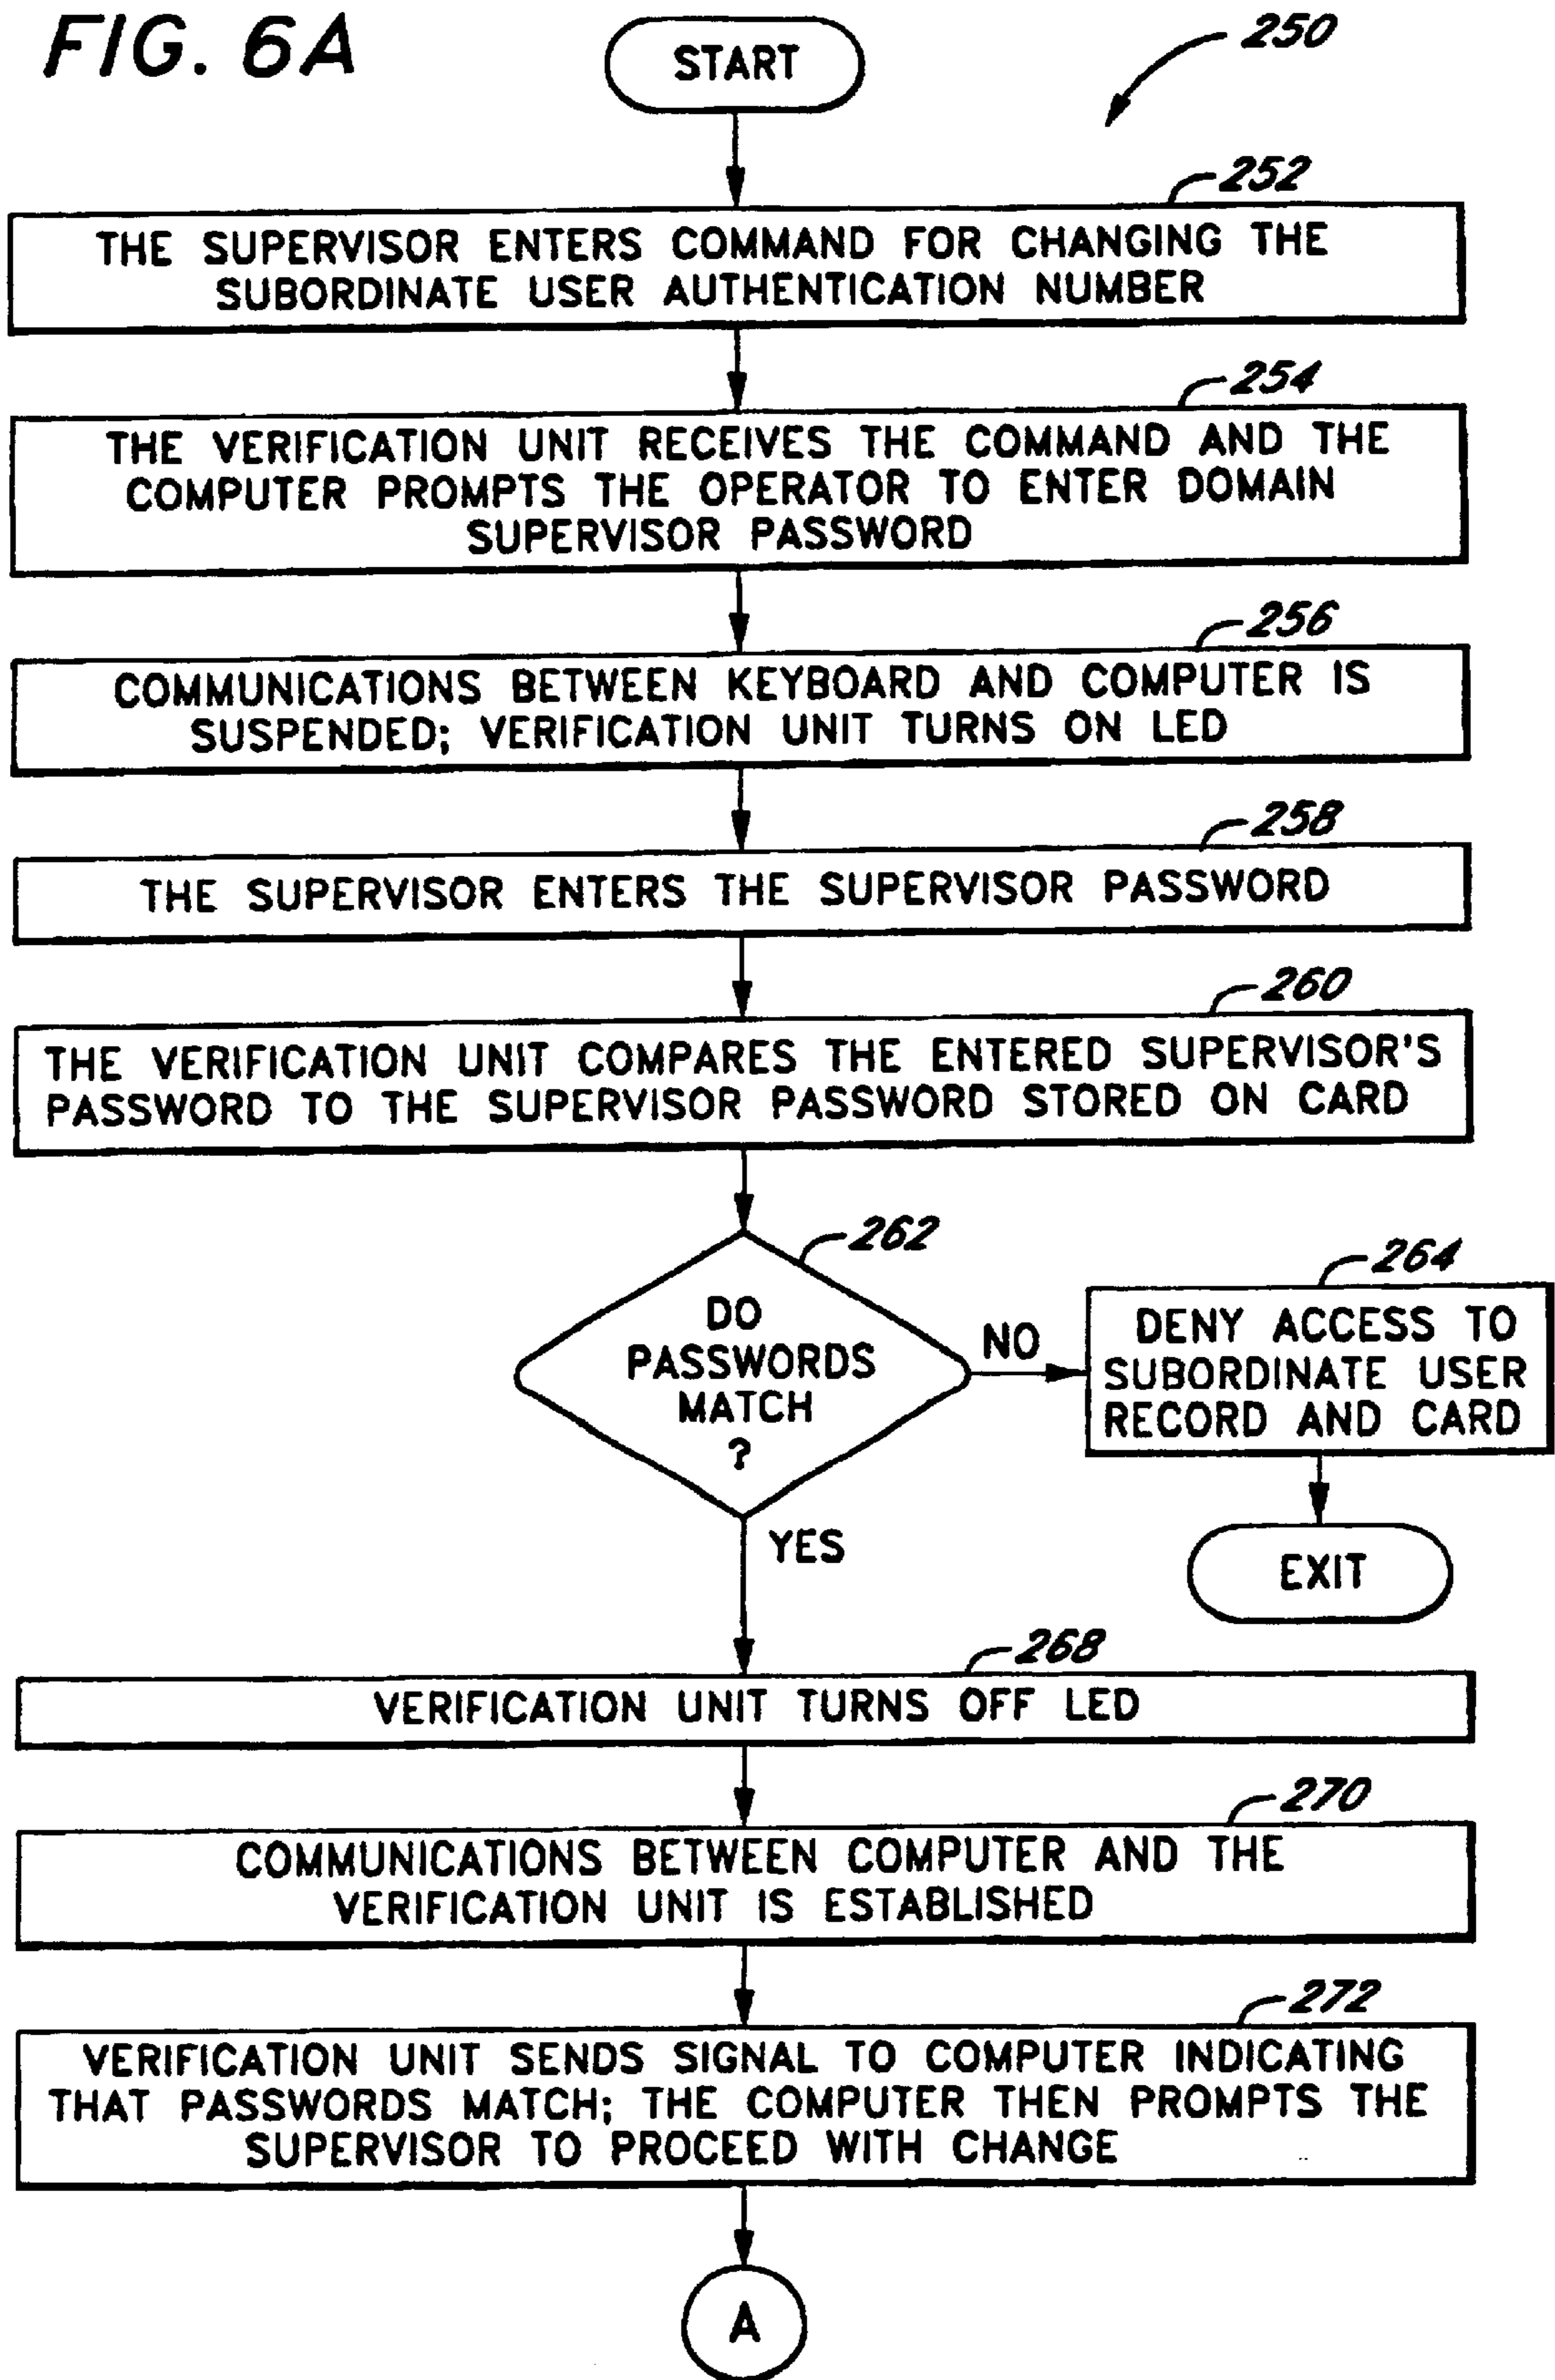 FIG. 6A
START
250
252
THE SUPERVISOR ENTERS COMMAND FOR CHANGING THE
SUBORDINATE USER AUTHENTICATION NUMBER
254
THE VERIFICATION UNIT RECEIVES THE COMMAND AND THE
COMPUTER PROMPTS THE OPERATOR TO ENTER DOMAIN
SUPERVISOR PASSWORD
256
COMMUNICATIONS BETWEEN KEYBOARD AND COMPUTER IS
SUSPENDED; VERIFICATION UNIT TURNS ON LED
258
THE SUPERVISOR ENTERS THE SUPERVISOR PASSWORD
260
THE VERIFICATION UNIT COMPARES THE ENTERED SUPERVISOR'S
PASSWORD TO THE SUPERVISOR PASSWORD STORED ON CARD
262
DO
PASSWORDS
MATCH
?
NO
264
DENY ACCESS TO
SUBORDINATE USER
RECORD AND CARD
EXIT
YES
268
VERIFICATION UNIT TURNS OFF LED
270
COMMUNICATIONS BETWEEN COMPUTER AND THE
VERIFICATION UNIT IS ESTABLISHED
272
VERIFICATION UNIT SENDS SIGNAL TO COMPUTER INDICATING
THAT PASSWORDS MATCH; THE COMPUTER THEN PROMPTS THE
SUPERVISOR TO PROCEED WITH CHANGE
A